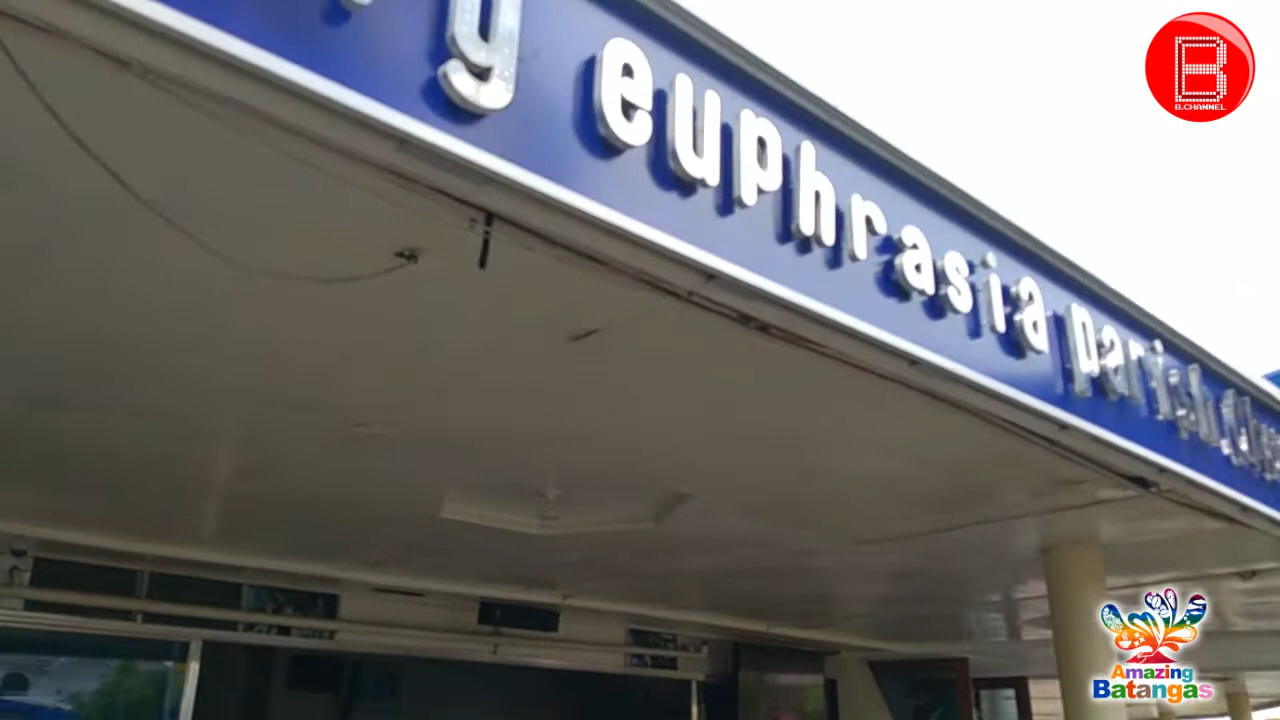 y euphrasia parish
B
B.CHANNEL
Amazing
Batangas